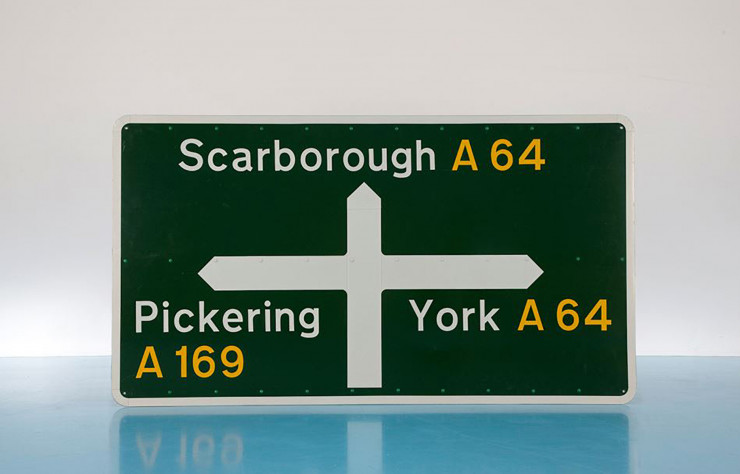 Scarborough A 64
Pickering
A 169
York A 64